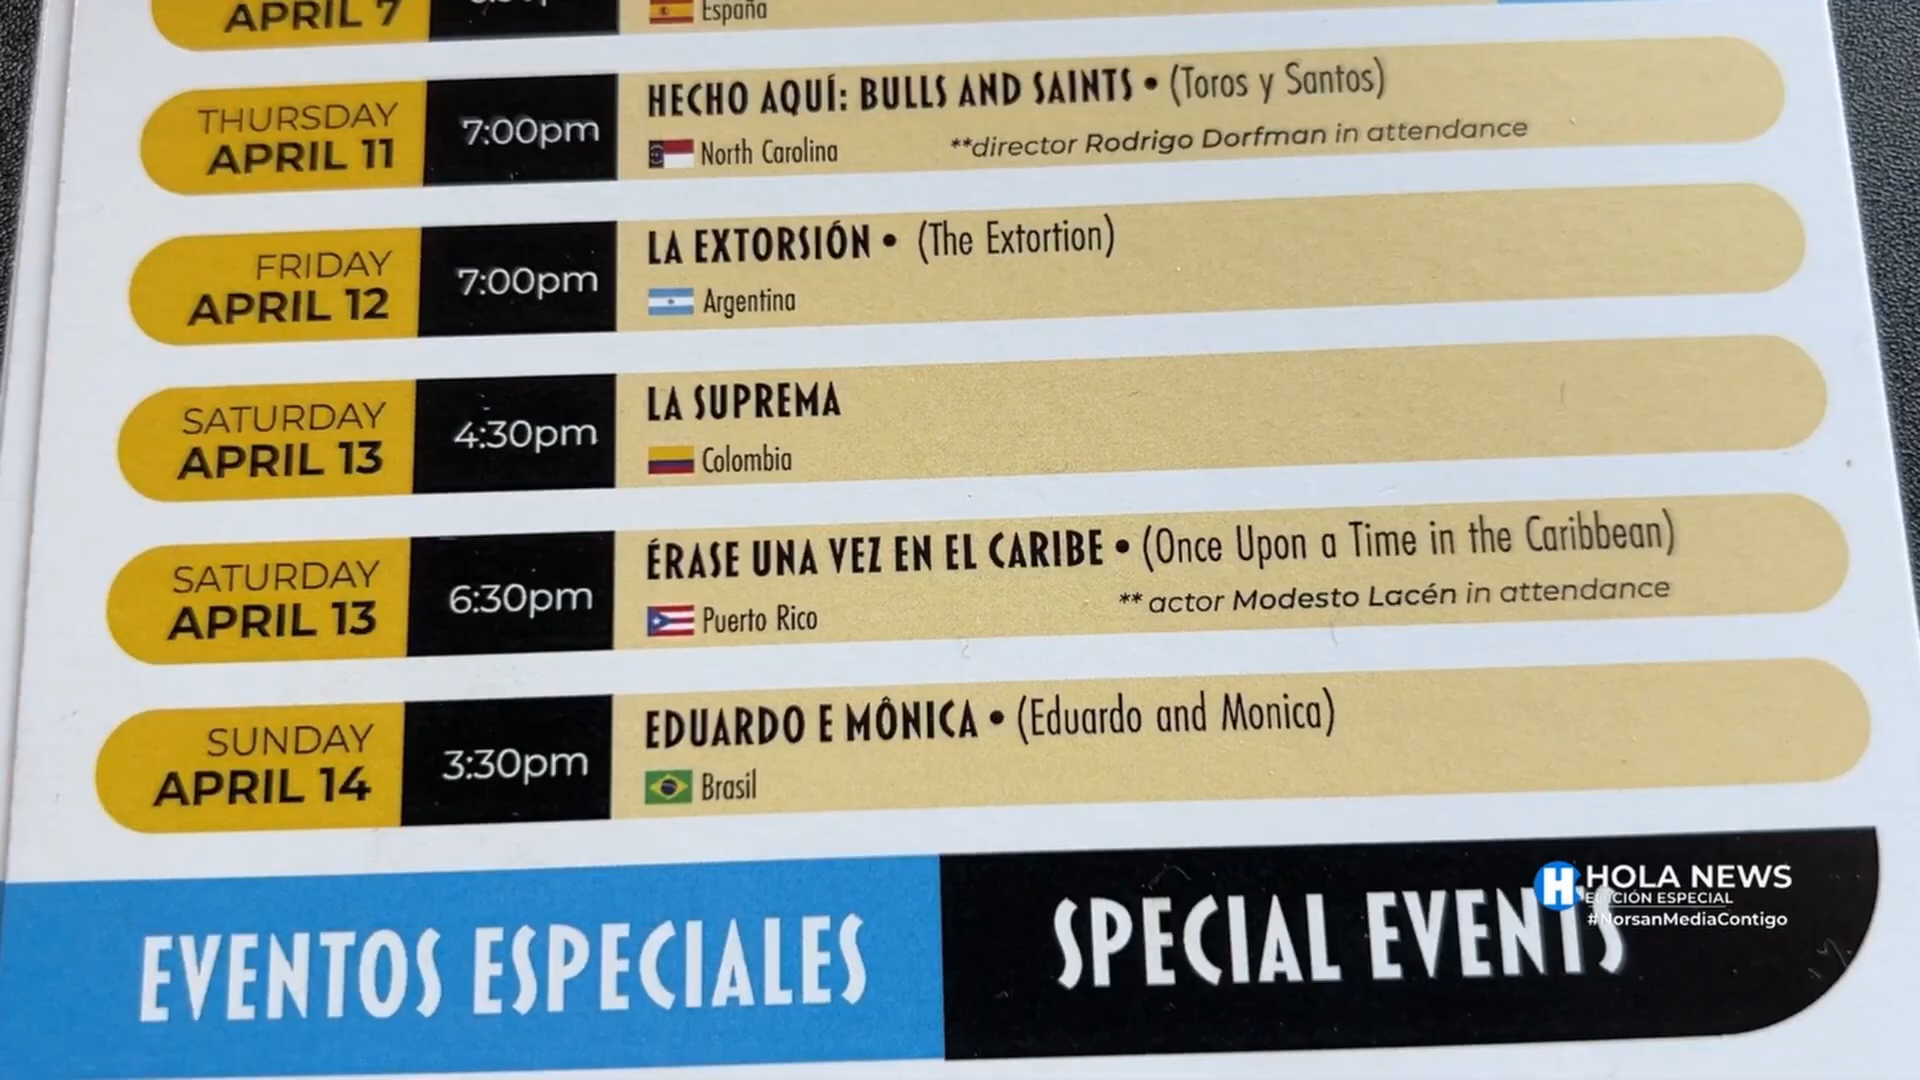 APRIL 7
España
THURSDAY
APRIL 11
7:00pm
HECHO AQUÍ: BULLS AND SAINTS • (Toros y Santos)
North Carolina
**director Rodrigo Dorfman in attendance
FRIDAY
APRIL 12
7:00pm
LA EXTORSIÓN • (The Extortion)
Argentina
SATURDAY
APRIL 13
4:30pm
LA SUPREMA
Colombia
SATURDAY
APRIL 13
6:30pm
ÉRASE UNA VEZ EN EL CARIBE • (Once Upon a Time in the Caribbean)
Puerto Rico
** actor Modesto Lacén in attendance
SUNDAY
APRIL 14
3:30pm
EDUARDO E MÔNICA • (Eduardo and Monica)
Brasil
EVENTOS ESPECIALES
SPECIAL EVENTS
H HOLA NEWS
EDICIÓN ESPECIAL
#NorsanMediaContigo